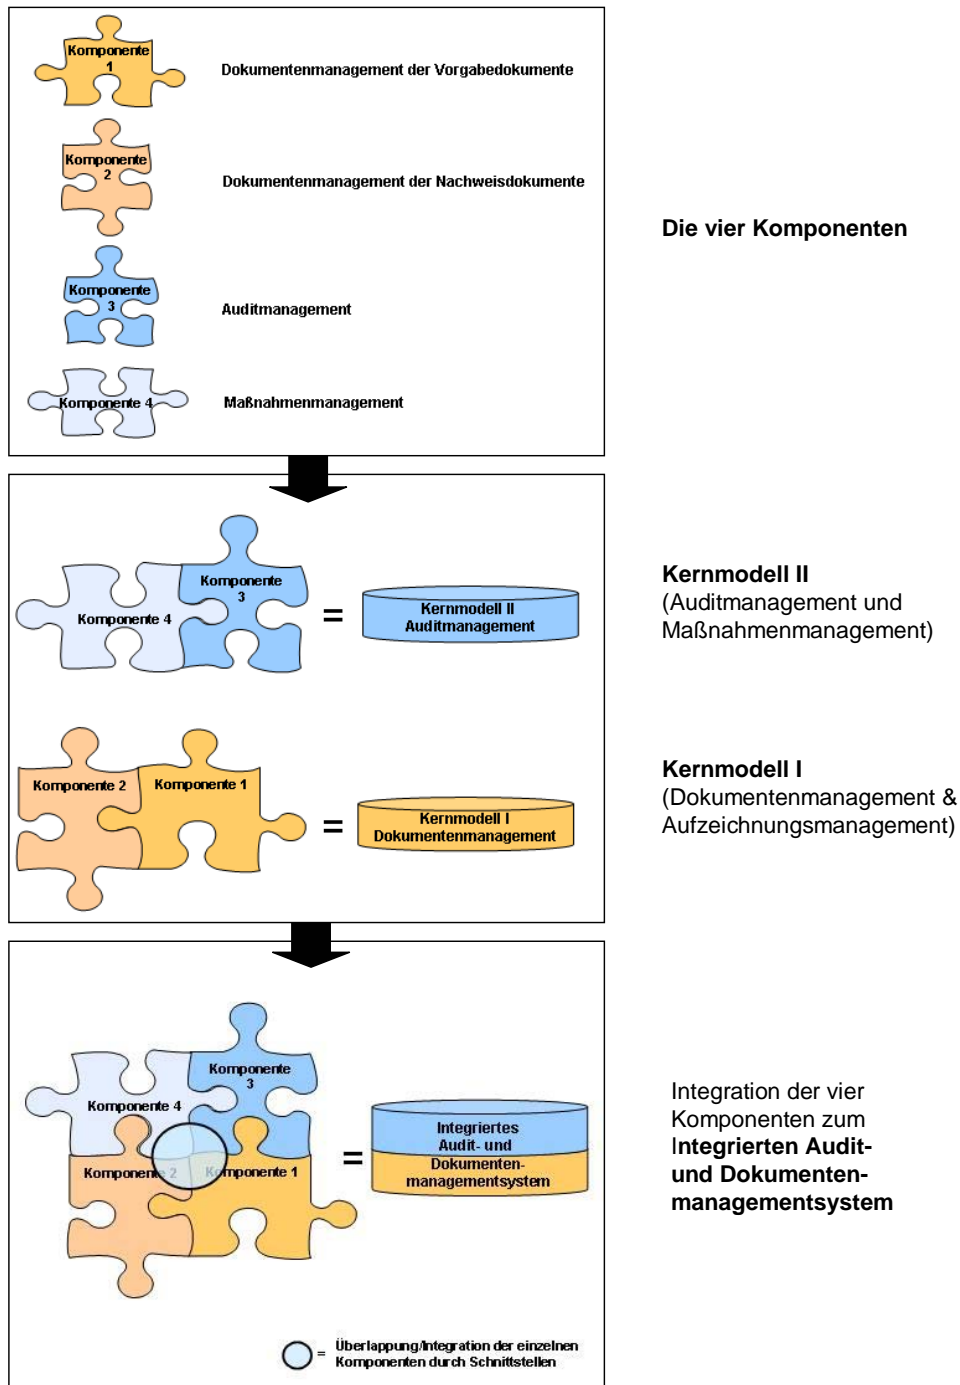 Komponente
1
Dokumentenmanagement der Vorgabedokumente
Komponente
2
Dokumentenmanagement der Nachweisdokumente
Die vier Komponenten
Komponente
3
Auditmanagement
Komponente 4
Maßnahmenmanagement
Komponente
3
Komponente 4
=
Kernmodell II
Auditmanagement
Kernmodell II
(Auditmanagement und
Maßnahmenmanagement)
Komponente 2
Komponente 1
=
Kernmodell I
Dokumentenmanagement
Kernmodell I
(Dokumentenmanagement &
Aufzeichnungsmanagement)
Komponente
3
Komponente 4
Komponente 2
Komponente 1
=
Integriertes
Audit- und
Dokumenten-
managementsystem
Integration der vier
Komponenten zum
Integrierten Audit-
und Dokumenten-
managementsystem
= Überlappung/Integration der einzelnen
Komponenten durch Schnittstellen